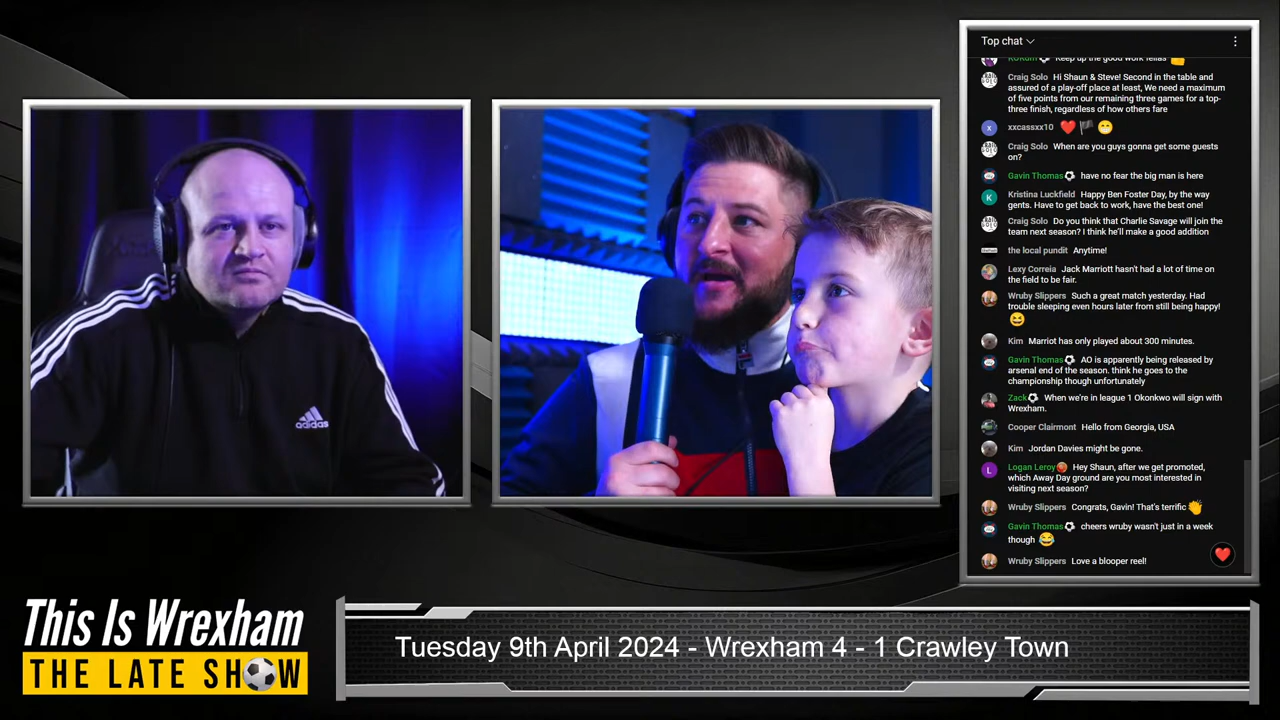 Top chat
Keep up the good work fellas
Craig Solo Hi Shaun & Steve! Second in the table and
assured of a play-off place at least, We need a maximum
of five points from our remaining three games for a top-
three finish, regardless of how others fare
xxcassxx10
Craig Solo When are you guys gonna get some guests
on?
Gavin Thomas have no fear the big man is here
K
Kristina Luckfield Happy Ben Foster Day, by the way
gents. Have to get back to work, have the best one!
Craig Solo Do you think that Charlie Savage will join the
team next season? I think he'll make a good addition
the local pundit Anytime!
Lexy Correia Jack Marriott hasn't had a lot of time on
the field to be fair.
Wruby Slippers Such a great match yesterday. Had
trouble sleeping even hours later from still being happy!
Kim Marriot has only played about 300 minutes.
Gavin Thomas AO is apparently being released by
arsenal end of the season. think he goes to the
championship though unfortunately
Zack When we're in league 1 Okonkwo will sign with
Wrexham.
Cooper Clairmont Hello from Georgia, USA
Kim Jordan Davies might be gone.
L
Logan Leroy Hey Shaun, after we get promoted,
which Away Day ground are you most interested in
visiting next season?
Wruby Slippers Congrats, Gavin! That's terrific
Gavin Thomas cheers wruby wasn't just in a week
though
Wruby Slippers Love a blooper reel!
adidas
This Is Wrexham
THE LATE SHOW
Tuesday 9th April 2024 - Wrexham 4 - 1 Crawley Town